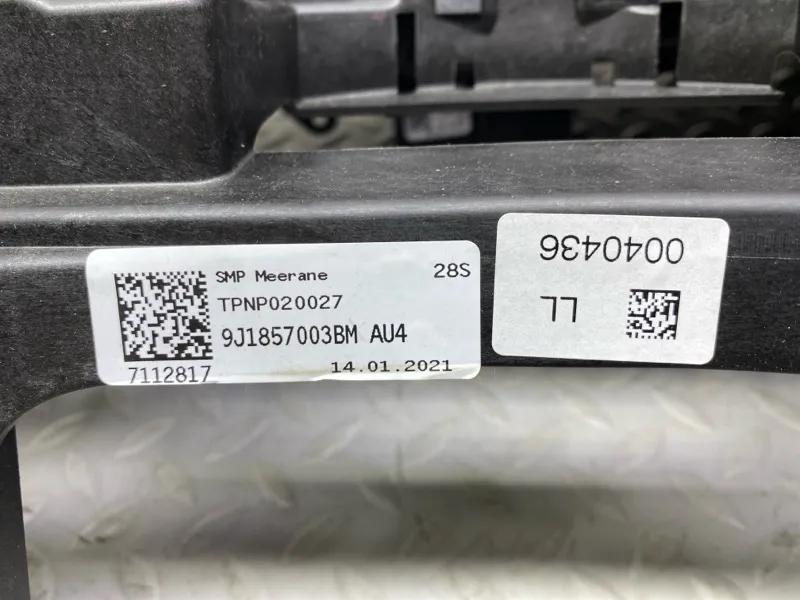 SMP Meerane 28S
TPNP020027
9J1857003BM AU4
7112817 14.01.2021
0040436
LL